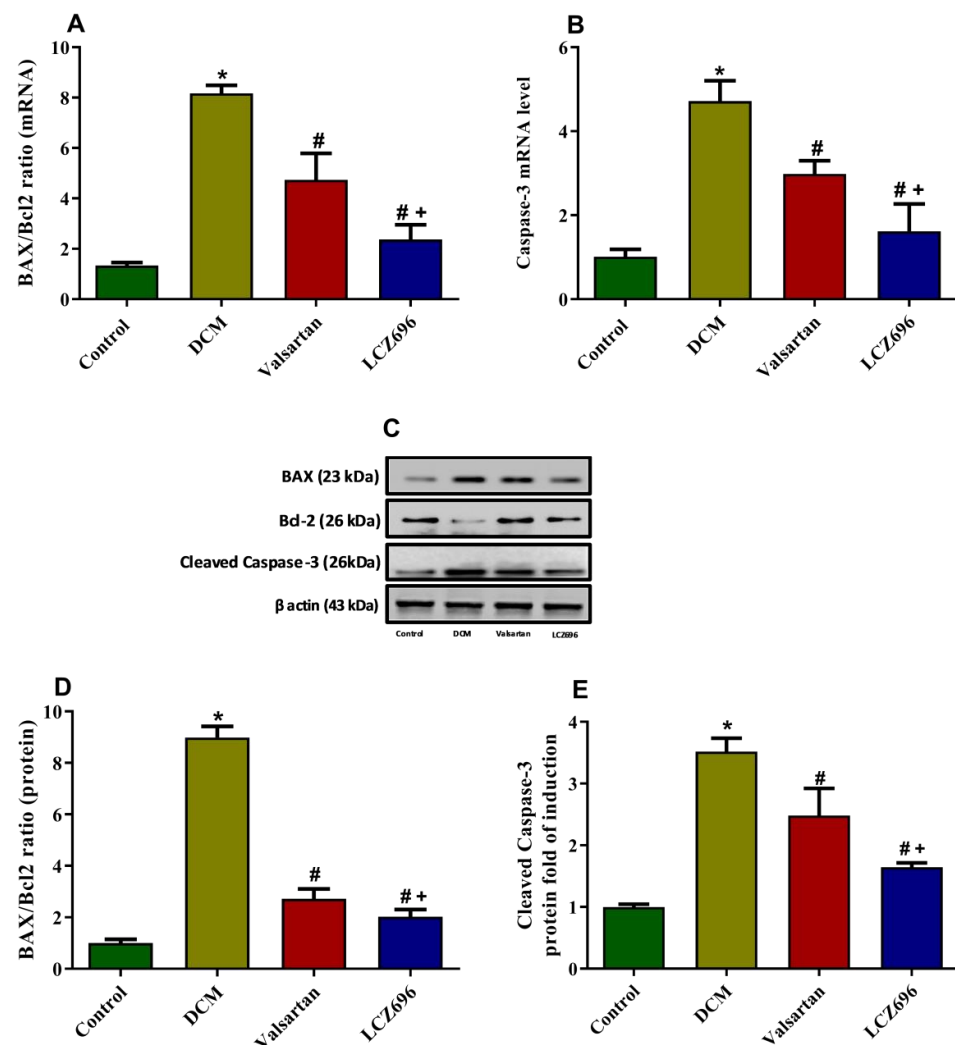 A
BAX/Bcl2 ratio (mRNA)
10
8
6
4
2
0
*
#
# +
Control
DCM
Valsartan
LCZ696
B
Caspase-3 mRNA level
6
4
2
0
*
#
# +
Control
DCM
Valsartan
LCZ696
C
BAX (23 kDa)
Bcl-2 (26 kDa)
Cleaved Caspase-3 (26kDa)
β actin (43 kDa)
Control DCM Valsartan LCZ696
D
BAX/Bcl2 ratio (protein)
10
8
6
4
2
0
*
#
# +
Control
DCM
Valsartan
LCZ696
E
Cleaved Caspase-3
protein fold of induction
4
3
2
1
0
*
#
# +
Control
DCM
Valsartan
LCZ696